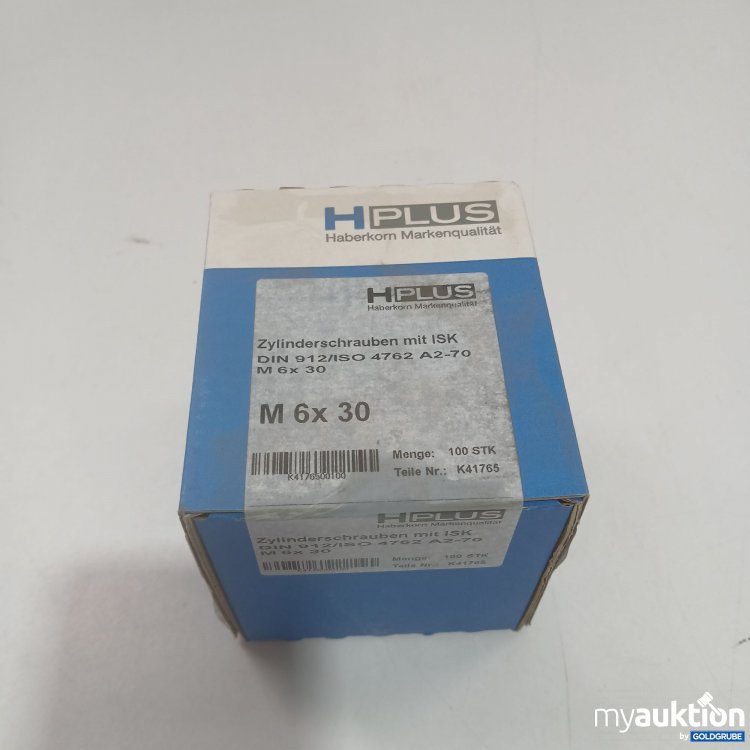 HPLUS
Haberkorn Markenqualität
HPLUS
Haberkorn Markenqualität
Zylinderschrauben mit ISK
DIN 912/ISO 4762 A2-70
M 6x 30
M 6x 30
Menge: 100 STK
K4176500100
Teile Nr.: K41765
HPLUS
Haberkorn Markenqualität
Zylinderschrauben mit ISK
DIN 912/ISO 4762 A2-70
M 6x 30
Menge: 100 STK
Teile Nr.: K41765
myauktion
by GOLDGRUBE